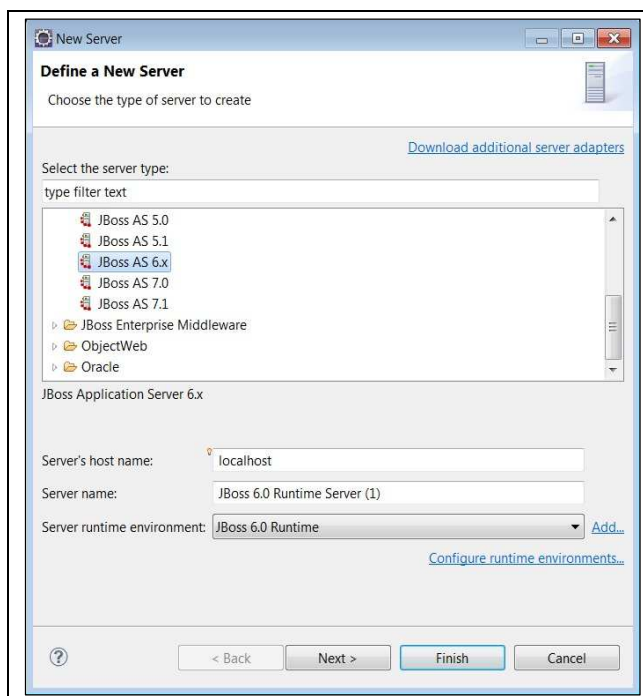 New Server
Define a New Server
Choose the type of server to create
Download additional server adapters
Select the server type:
type filter text
JBoss AS 5.0
JBoss AS 5.1
JBoss AS 6.x
JBoss AS 7.0
JBoss AS 7.1
JBoss Enterprise Middleware
ObjectWeb
Oracle
JBoss Application Server 6.x
Server's host name: localhost
Server name: JBoss 6.0 Runtime Server (1)
Server runtime environment: JBoss 6.0 Runtime Add...
Configure runtime environments...
? < Back Next > Finish Cancel